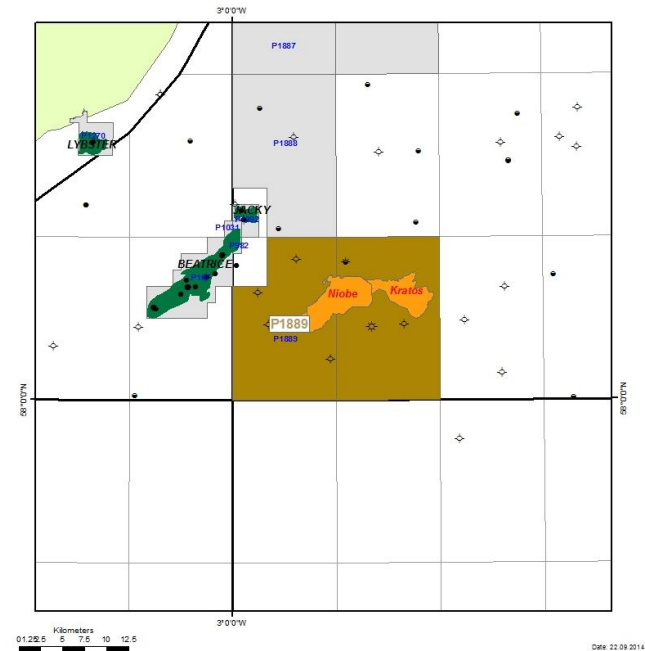 3°0'0"W
P1887
P1888
LYBSTER
JACKY
P1031
P982
BEATRICE
Niobe
Kratos
P1889
P1889
58°0'0"N
58°0'0"N
3°0'0"W
Kilometers
0 1.25 2.5 5 7.5 10 12.5
Date: 22.09.2014